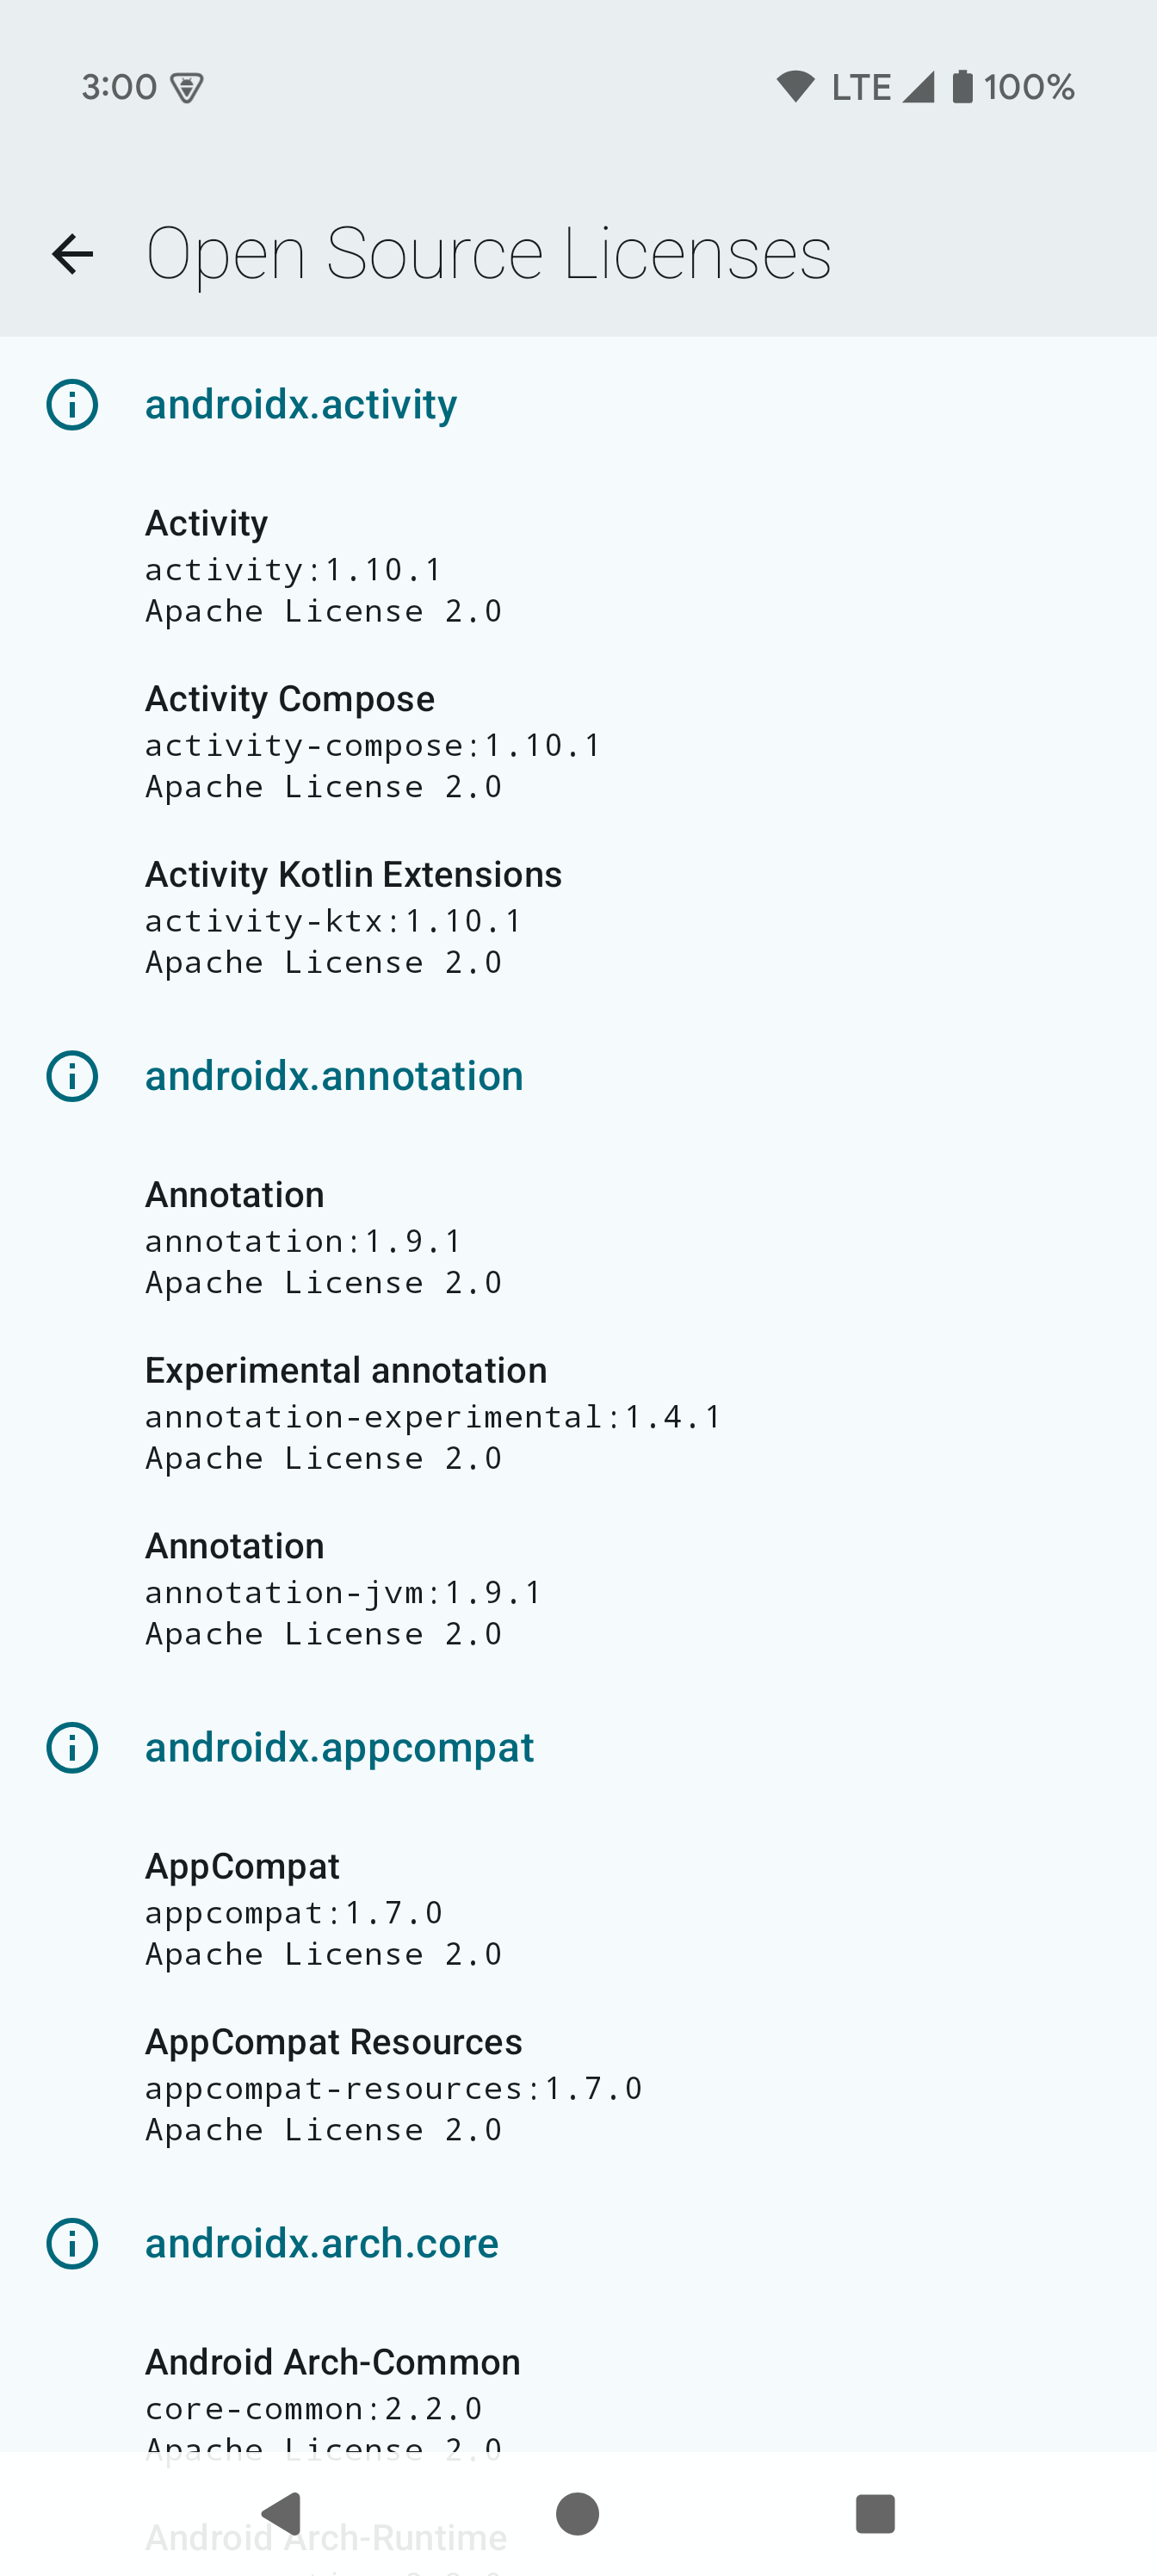 3:00
LTE 100%
Open Source Licenses
androidx.activity
Activity
activity:1.10.1
Apache License 2.0
Activity Compose
activity-compose:1.10.1
Apache License 2.0
Activity Kotlin Extensions
activity-ktx:1.10.1
Apache License 2.0
androidx.annotation
Annotation
annotation:1.9.1
Apache License 2.0
Experimental annotation
annotation-experimental:1.4.1
Apache License 2.0
Annotation
annotation-jvm:1.9.1
Apache License 2.0
androidx.appcompat
AppCompat
appcompat:1.7.0
Apache License 2.0
AppCompat Resources
appcompat-resources:1.7.0
Apache License 2.0
androidx.arch.core
Android Arch-Common
core-common:2.2.0
Apache License 2.0
Android Arch-Runtime